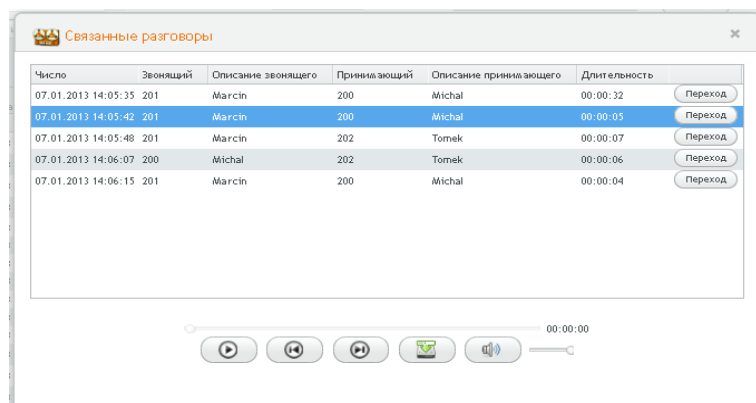 Связанные разговоры
Число Звонящий Описание звонящего Принимающий Описание принимающего Длительность
07.01.2013 14:05:35 201 Marcin 200 Michal 00:00:32 Переход
07.01.2013 14:05:42 201 Marcin 200 Michal 00:00:05 Переход
07.01.2013 14:05:48 201 Marcin 202 Tomek 00:00:07 Переход
07.01.2013 14:06:07 200 Michal 202 Tomek 00:00:06 Переход
07.01.2013 14:06:15 201 Marcin 200 Michal 00:00:04 Переход
00:00:00